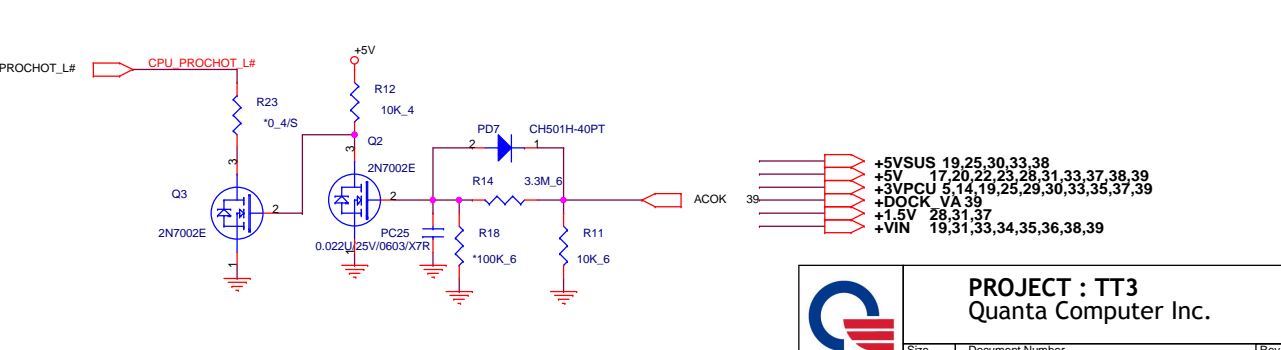 PROCHOT_L#
CPU_PROCHOT_L#
+5V
R23
*0_4/S
R12
10K_4
Q2
3
2N7002E
2
1
Q3
3
2N7002E
2
1
PD7
CH501H-40PT
2
1
R14
3.3M_6
PC25
0.022U/25V/0603/X7R
R18
*100K_6
R11
10K_6
ACOK
39
+5VSUS 19,25,30,33,38
+5V 17,20,22,23,28,31,33,37,38,39
+3VPCU 5,14,19,25,29,30,33,35,37,39
+DOCK_VA 39
+1.5V 28,31,37
+VIN 19,31,33,34,35,36,38,39
PROJECT : TT3
Quanta Computer Inc.
Size Document Number Rev